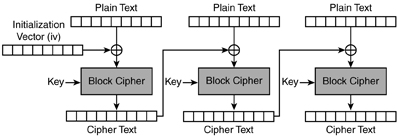 Plain Text
Plain Text
Plain Text
Initialization
Vector (iv)
Key
Block Cipher
Key
Block Cipher
Key
Block Cipher
Cipher Text
Cipher Text
Cipher Text